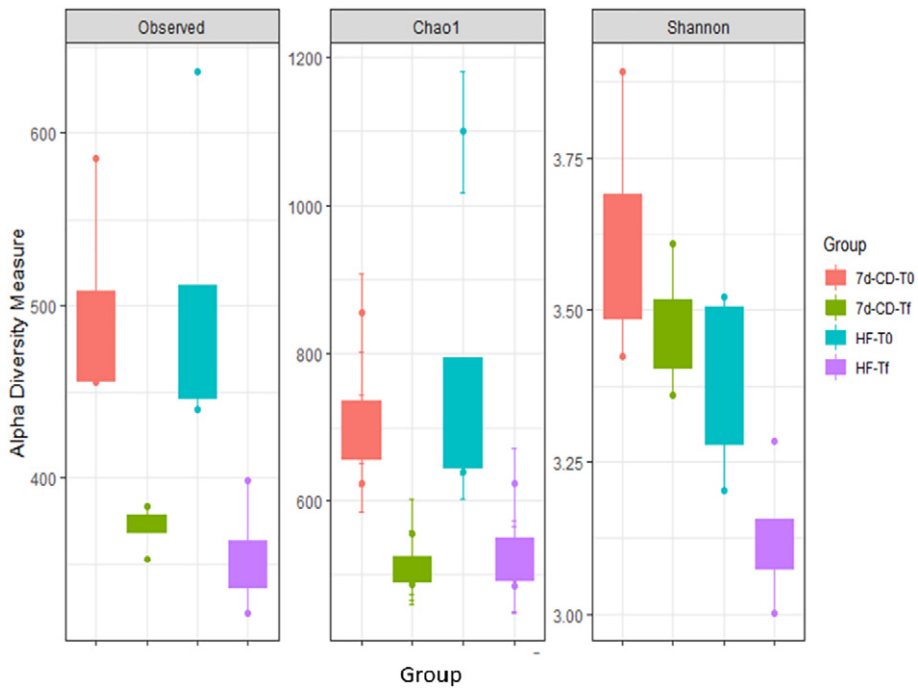 Observed
Chao1
Shannon
Alpha Diversity Measure
600
500
400
1200
1000
800
600
3.75
3.50
3.25
3.00
Group
Group
7d-CD-T0
7d-CD-Tf
HF-T0
HF-Tf